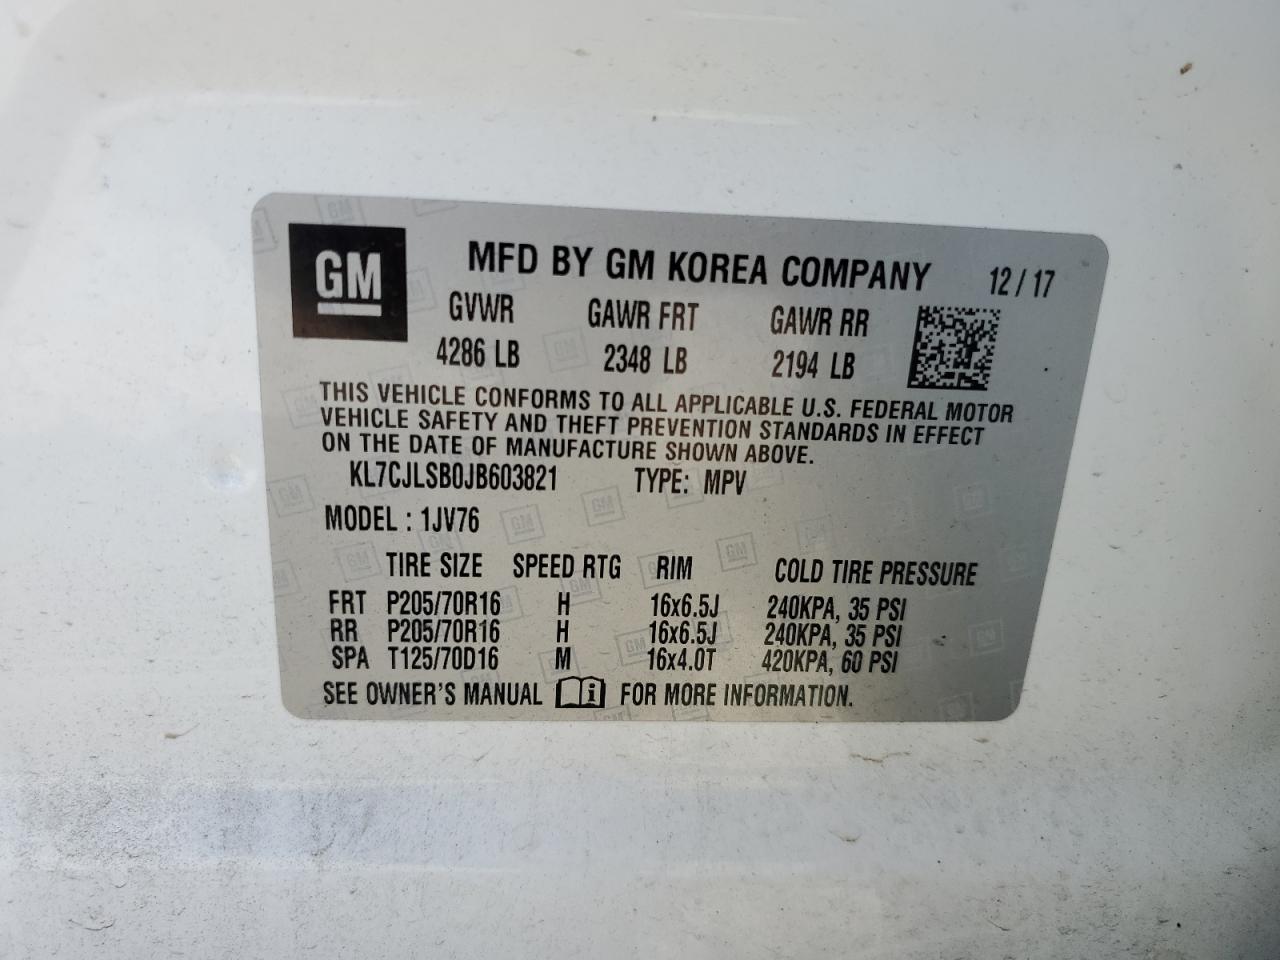 GM
MFD BY GM KOREA COMPANY 12/17
GVWR GAWR FRT GAWR RR
4286 LB 2348 LB 2194 LB
THIS VEHICLE CONFORMS TO ALL APPLICABLE U.S. FEDERAL MOTOR
VEHICLE SAFETY AND THEFT PREVENTION STANDARDS IN EFFECT
ON THE DATE OF MANUFACTURE SHOWN ABOVE.
KL7CJLSB0JB603821 TYPE: MPV
MODEL : 1JV76
TIRE SIZE SPEED RTG RIM COLD TIRE PRESSURE
FRT P205/70R16 H 16x6.5J 240KPA, 35 PSI
RR P205/70R16 H 16x6.5J 240KPA, 35 PSI
SPA T125/70D16 M 16x4.0T 420KPA, 60 PSI
SEE OWNER'S MANUAL FOR MORE INFORMATION.